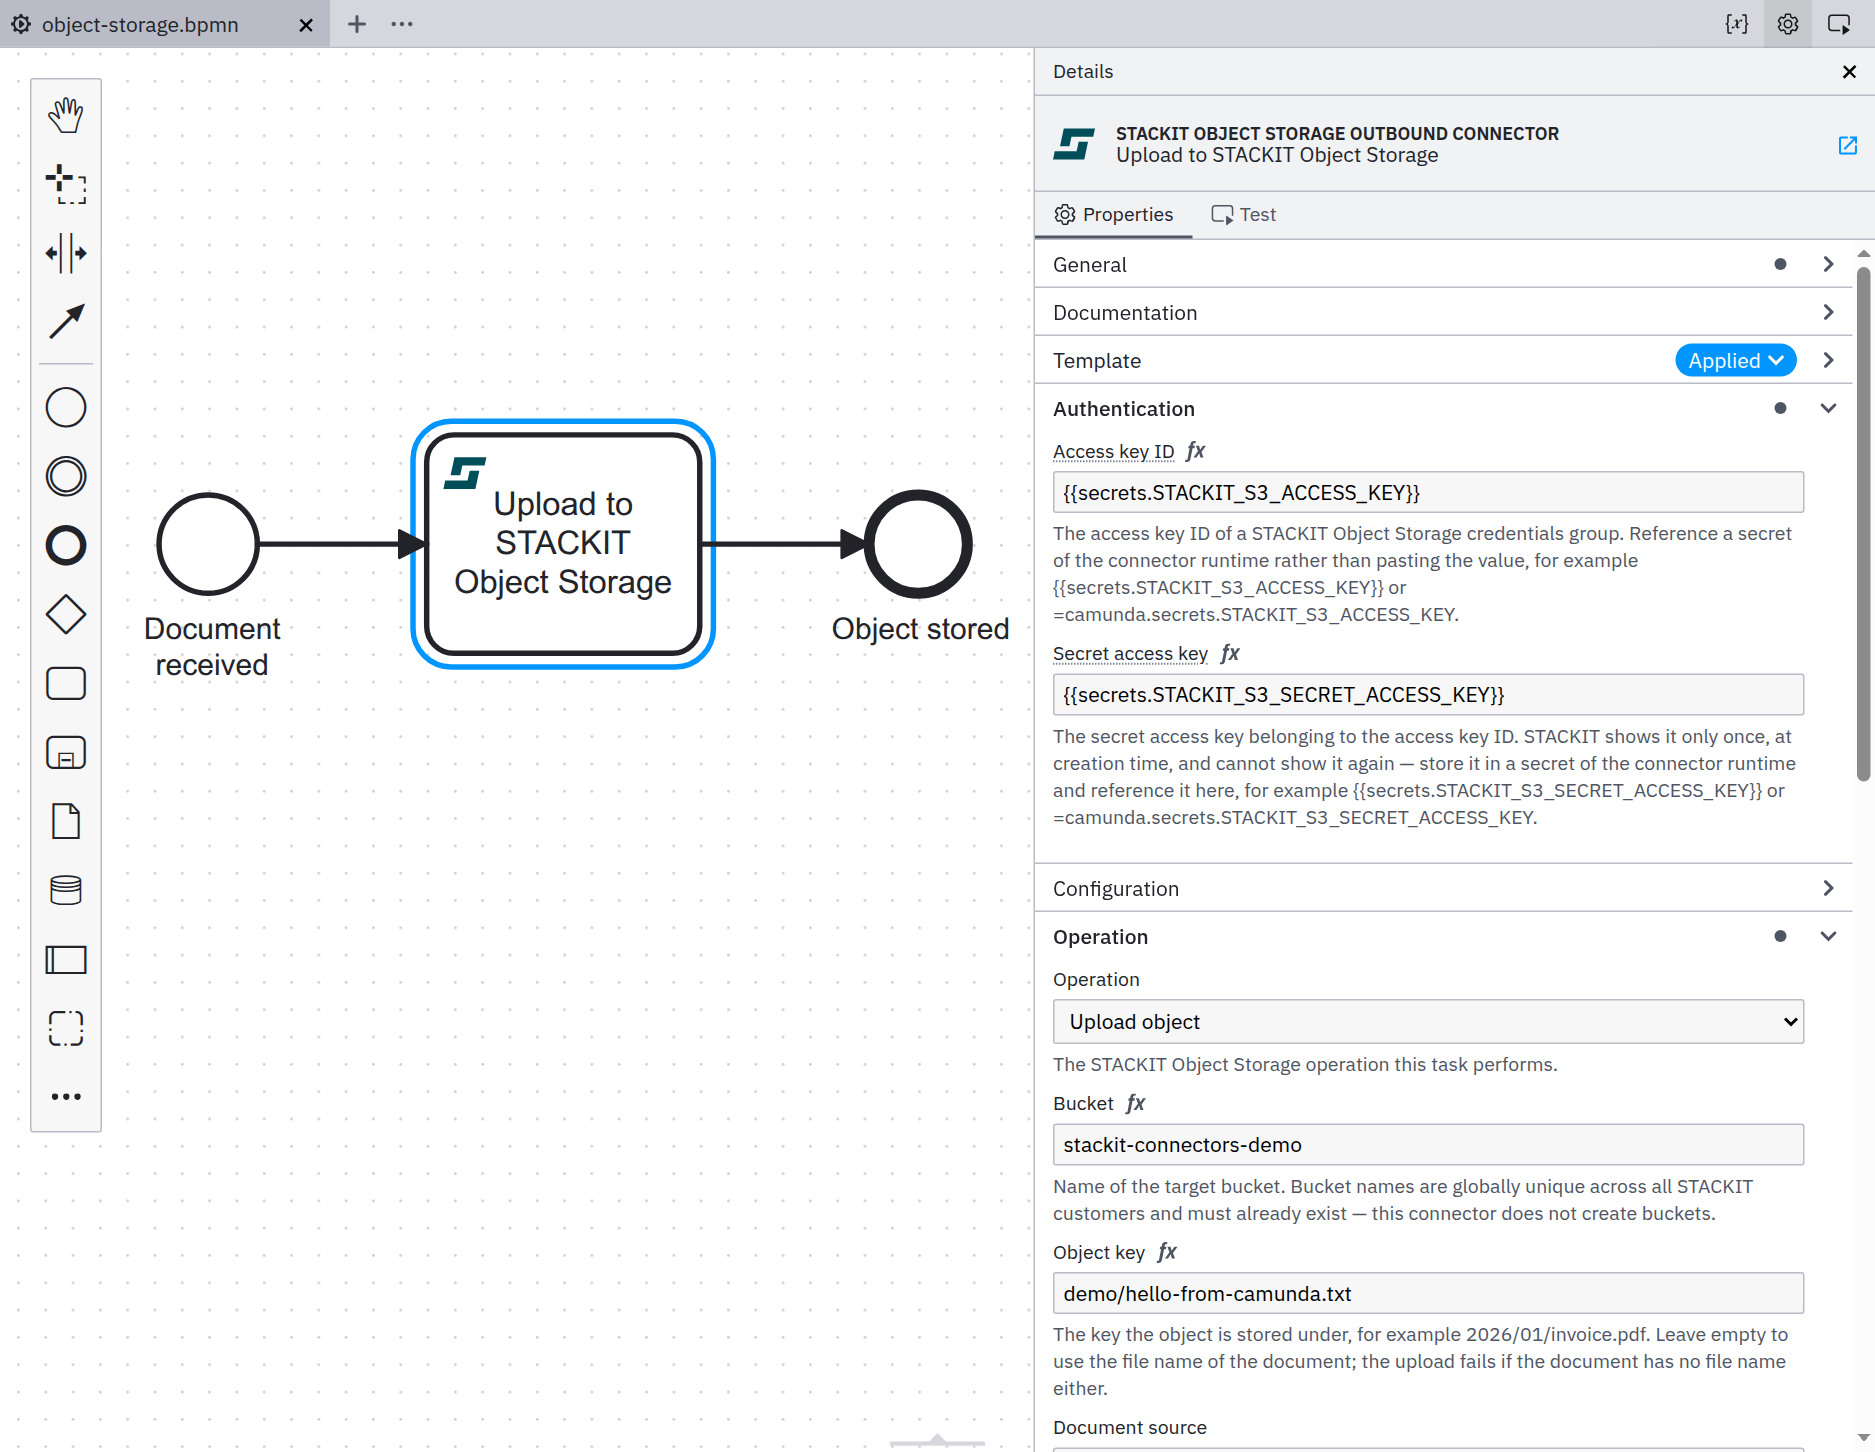 object-storage.bpmn
{x}
Details
STACKIT OBJECT STORAGE OUTBOUND CONNECTOR
Upload to STACKIT Object Storage
Properties
Test
General
Documentation
Template
Applied
Authentication
Access key ID fx
{{secrets.STACKIT_S3_ACCESS_KEY}}
The access key ID of a STACKIT Object Storage credentials group. Reference a secret
of the connector runtime rather than pasting the value, for example
{{secrets.STACKIT_S3_ACCESS_KEY}} or
=camunda.secrets.STACKIT_S3_ACCESS_KEY.
Secret access key fx
{{secrets.STACKIT_S3_SECRET_ACCESS_KEY}}
The secret access key belonging to the access key ID. STACKIT shows it only once, at
creation time, and cannot show it again — store it in a secret of the connector runtime
and reference it here, for example {{secrets.STACKIT_S3_SECRET_ACCESS_KEY}} or
=camunda.secrets.STACKIT_S3_SECRET_ACCESS_KEY.
Configuration
Operation
Operation
Upload object
The STACKIT Object Storage operation this task performs.
Bucket fx
stackit-connectors-demo
Name of the target bucket. Bucket names are globally unique across all STACKIT
customers and must already exist — this connector does not create buckets.
Object key fx
demo/hello-from-camunda.txt
The key the object is stored under, for example 2026/01/invoice.pdf. Leave empty to
use the file name of the document; the upload fails if the document has no file name
either.
Document source
Upload to
STACKIT
Object Storage
Document
received
Object stored